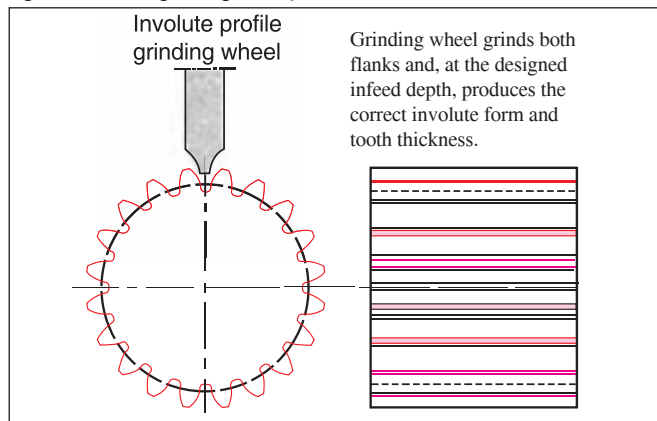 Involute profile
grinding wheel
Grinding wheel grinds both
flanks and, at the designed
infeed depth, produces the
correct involute form and
tooth thickness.